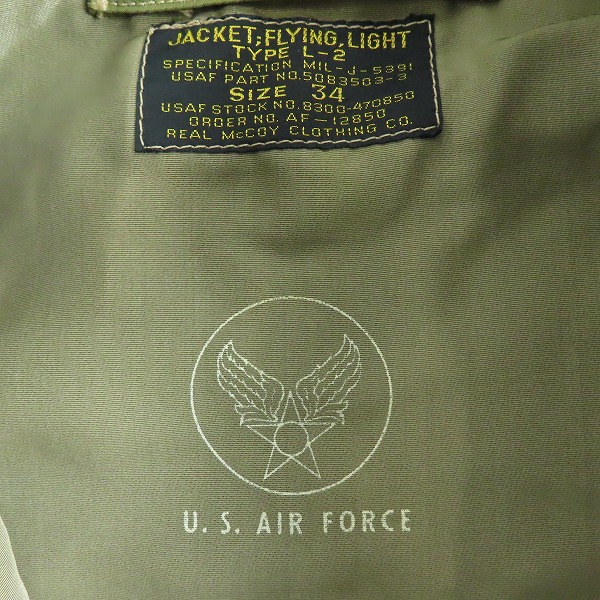 JACKET;FLYING,LIGHT
TYPE L-2
SPECIFICATION MIL-J-5391
USAF PART NO.5083503-3
SIZE 34
USAF STOCK NO.8300-470850
ORDER NO. AF-12850
REAL McCOY CLOTHING CO.
U. S. AIR FORCE